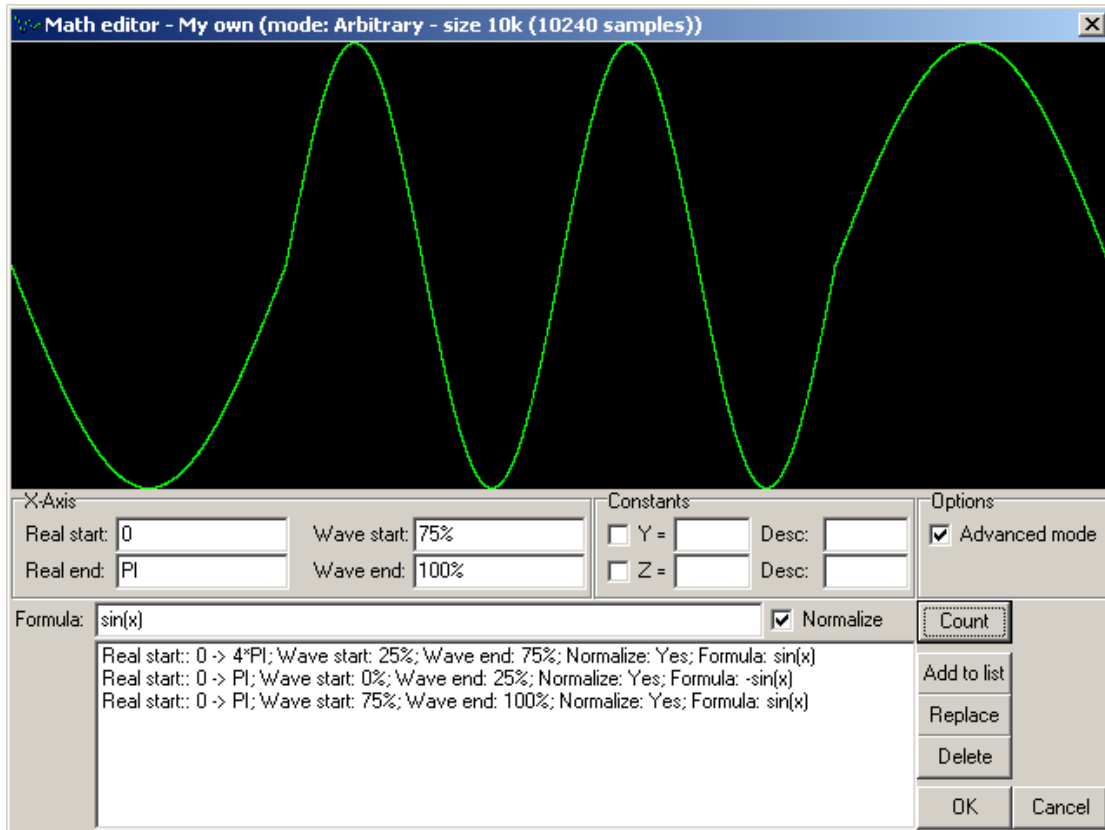 Math editor - My own (mode: Arbitrary - size 10k (10240 samples))
X-Axis
Real start: 0
Wave start: 75%
Real end: PI
Wave end: 100%
Constants
Y =
Desc:
Z =
Desc:
Options
Advanced mode
Formula: sin(x)
Normalize
Count
Real start:: 0 -> 4*PI; Wave start: 25%; Wave end: 75%; Normalize: Yes; Formula: sin(x)
Real start:: 0 -> PI; Wave start: 0%; Wave end: 25%; Normalize: Yes; Formula: -sin(x)
Real start:: 0 -> PI; Wave start: 75%; Wave end: 100%; Normalize: Yes; Formula: sin(x)
Add to list
Replace
Delete
OK
Cancel